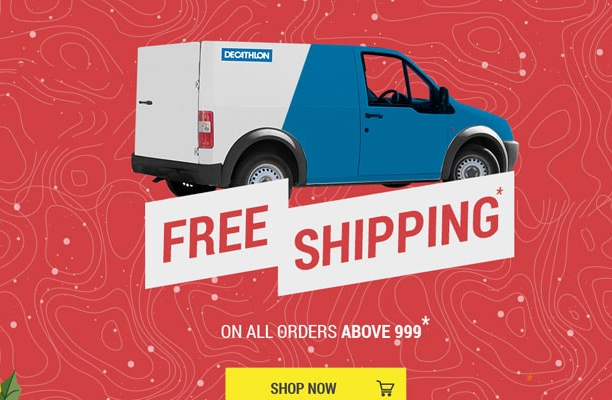 DECATHLON
FREE
SHIPPING*
ON ALL ORDERS ABOVE 999*
SHOP NOW